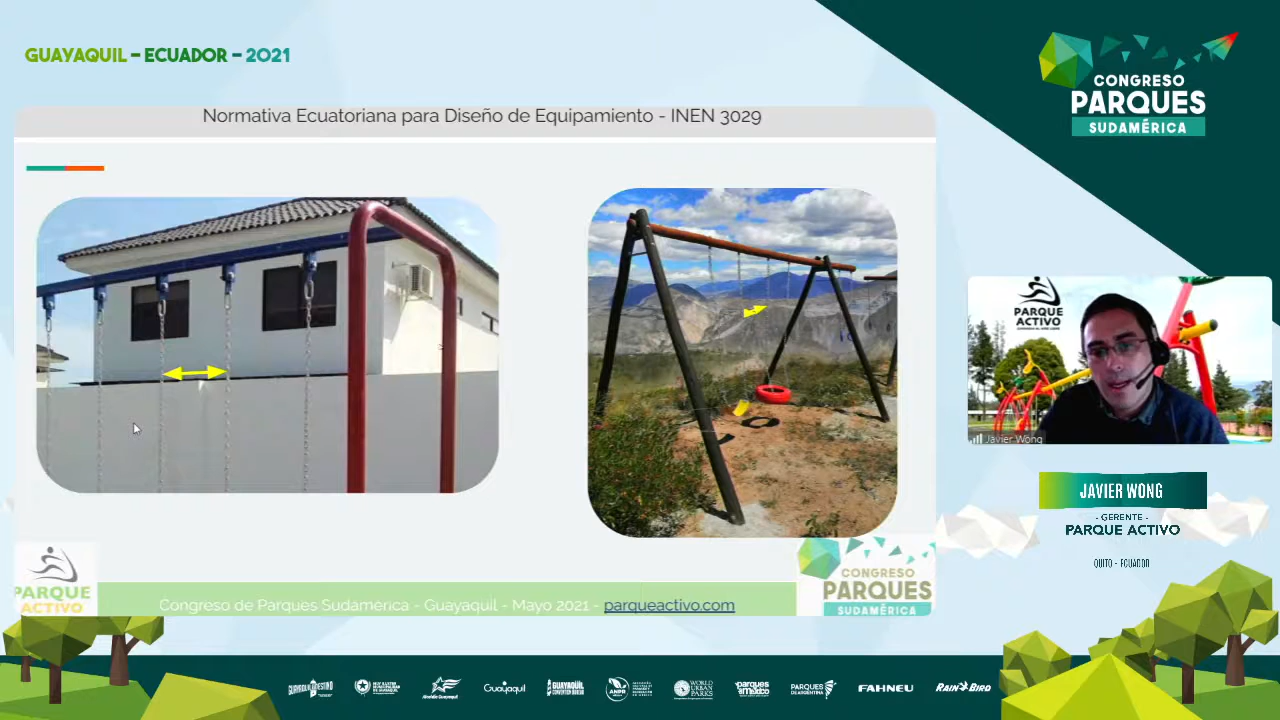 GUAYAQUIL - ECUADOR - 2021
CONGRESO
PARQUES
SUDAMÉRICA
Normativa Ecuatoriana para Diseño de Equipamiento - INEN 3029
PARQUE
ACTIVO
Javier Wong
JAVIER WONG
- GERENTE -
PARQUE ACTIVO
QUITO - ECUADOR
PARQUE
ACTIVO
Congreso de Parques Sudamérica - Guayaquil - Mayo 2021 - parqueactivo.com
CONGRESO
PARQUES
SUDAMÉRICA
Guayaquil
ANPR
WORLD
URBAN
PARKS
FAHNEU
RAIN BIRD